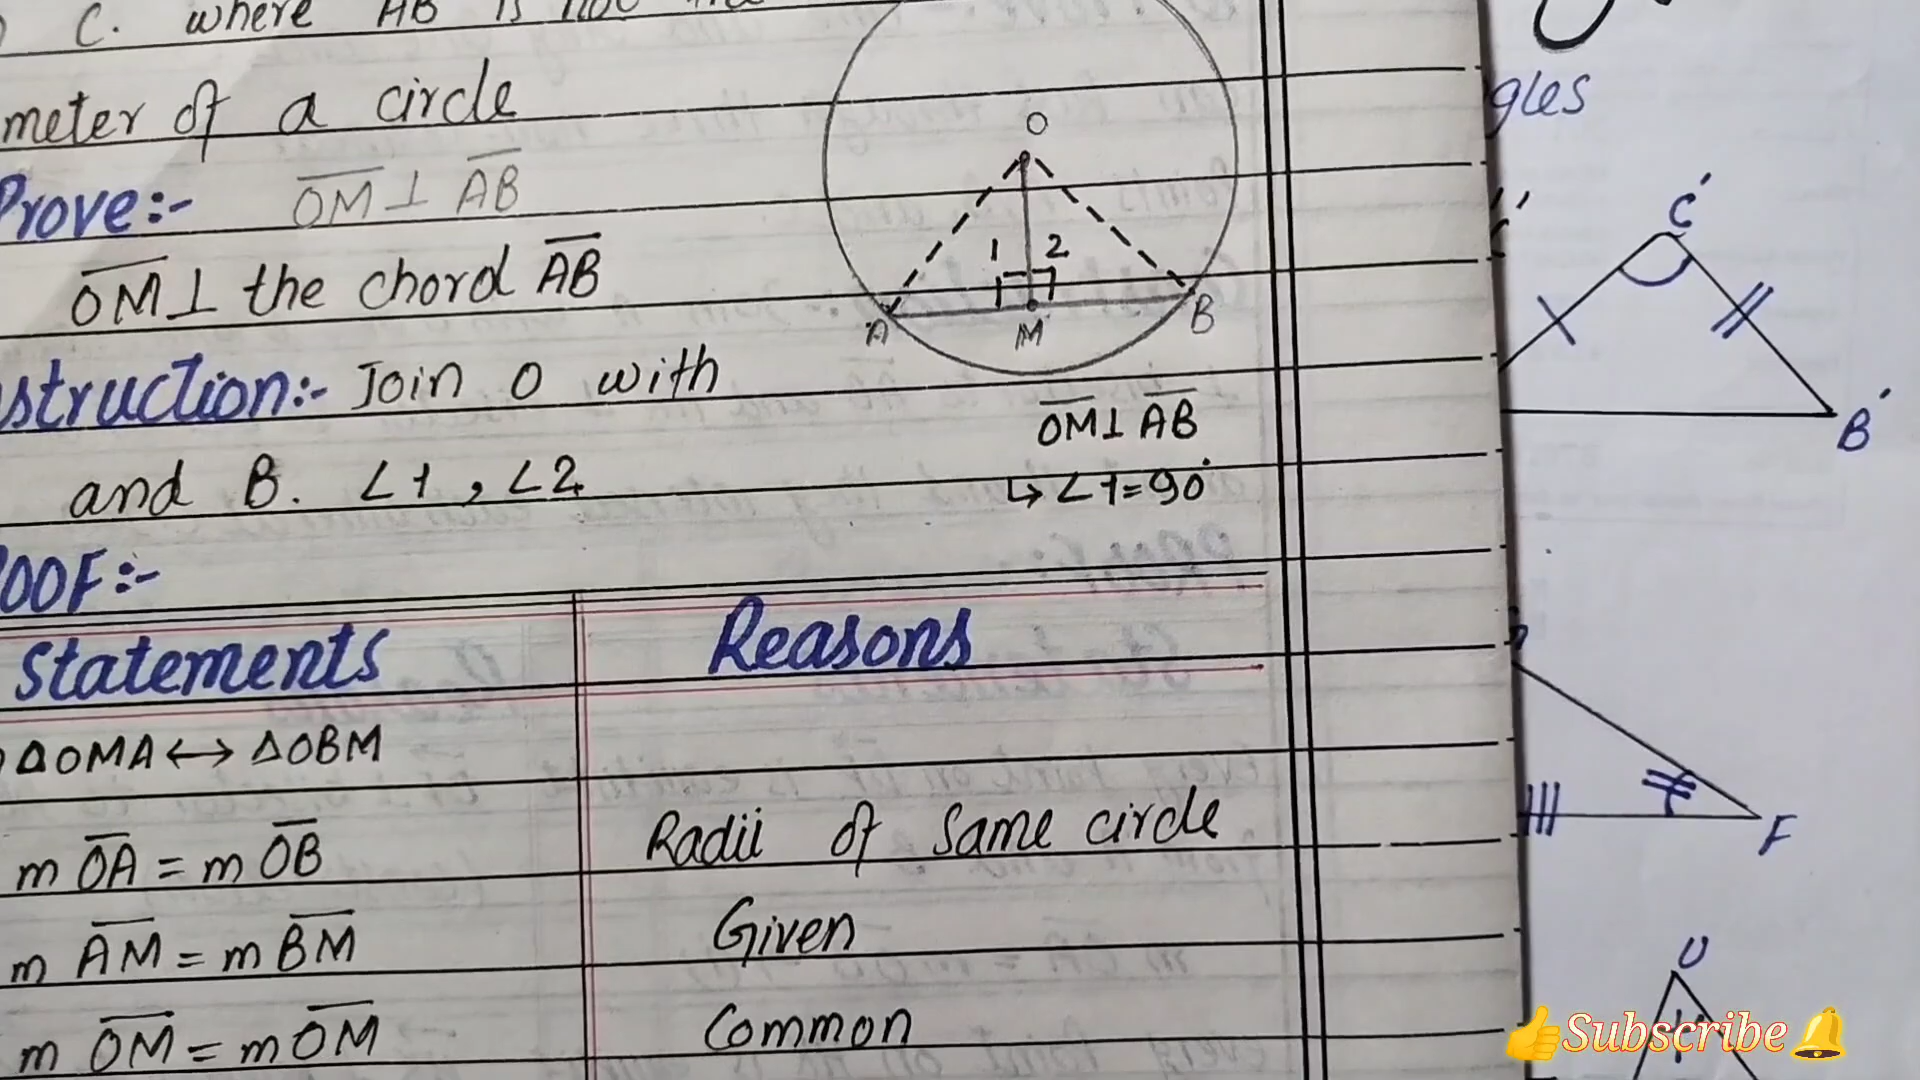 C. where AB is not
meter of a circle
Prove:- OM ⊥ AB
OM ⊥ the chord AB
struction:- Join O with
and B. ∠1, ∠2
OOF:-
O
1 2
A M B
OM ⊥ AB
↳ ∠1 = 90°
Statements Reasons
ΔOMA ↔ ΔOBM
m OA = m OB Radii of Same circle
m AM = m BM Given
m OM = m OM Common
gles
C'
B'
F
U
👍Subscribe🔔